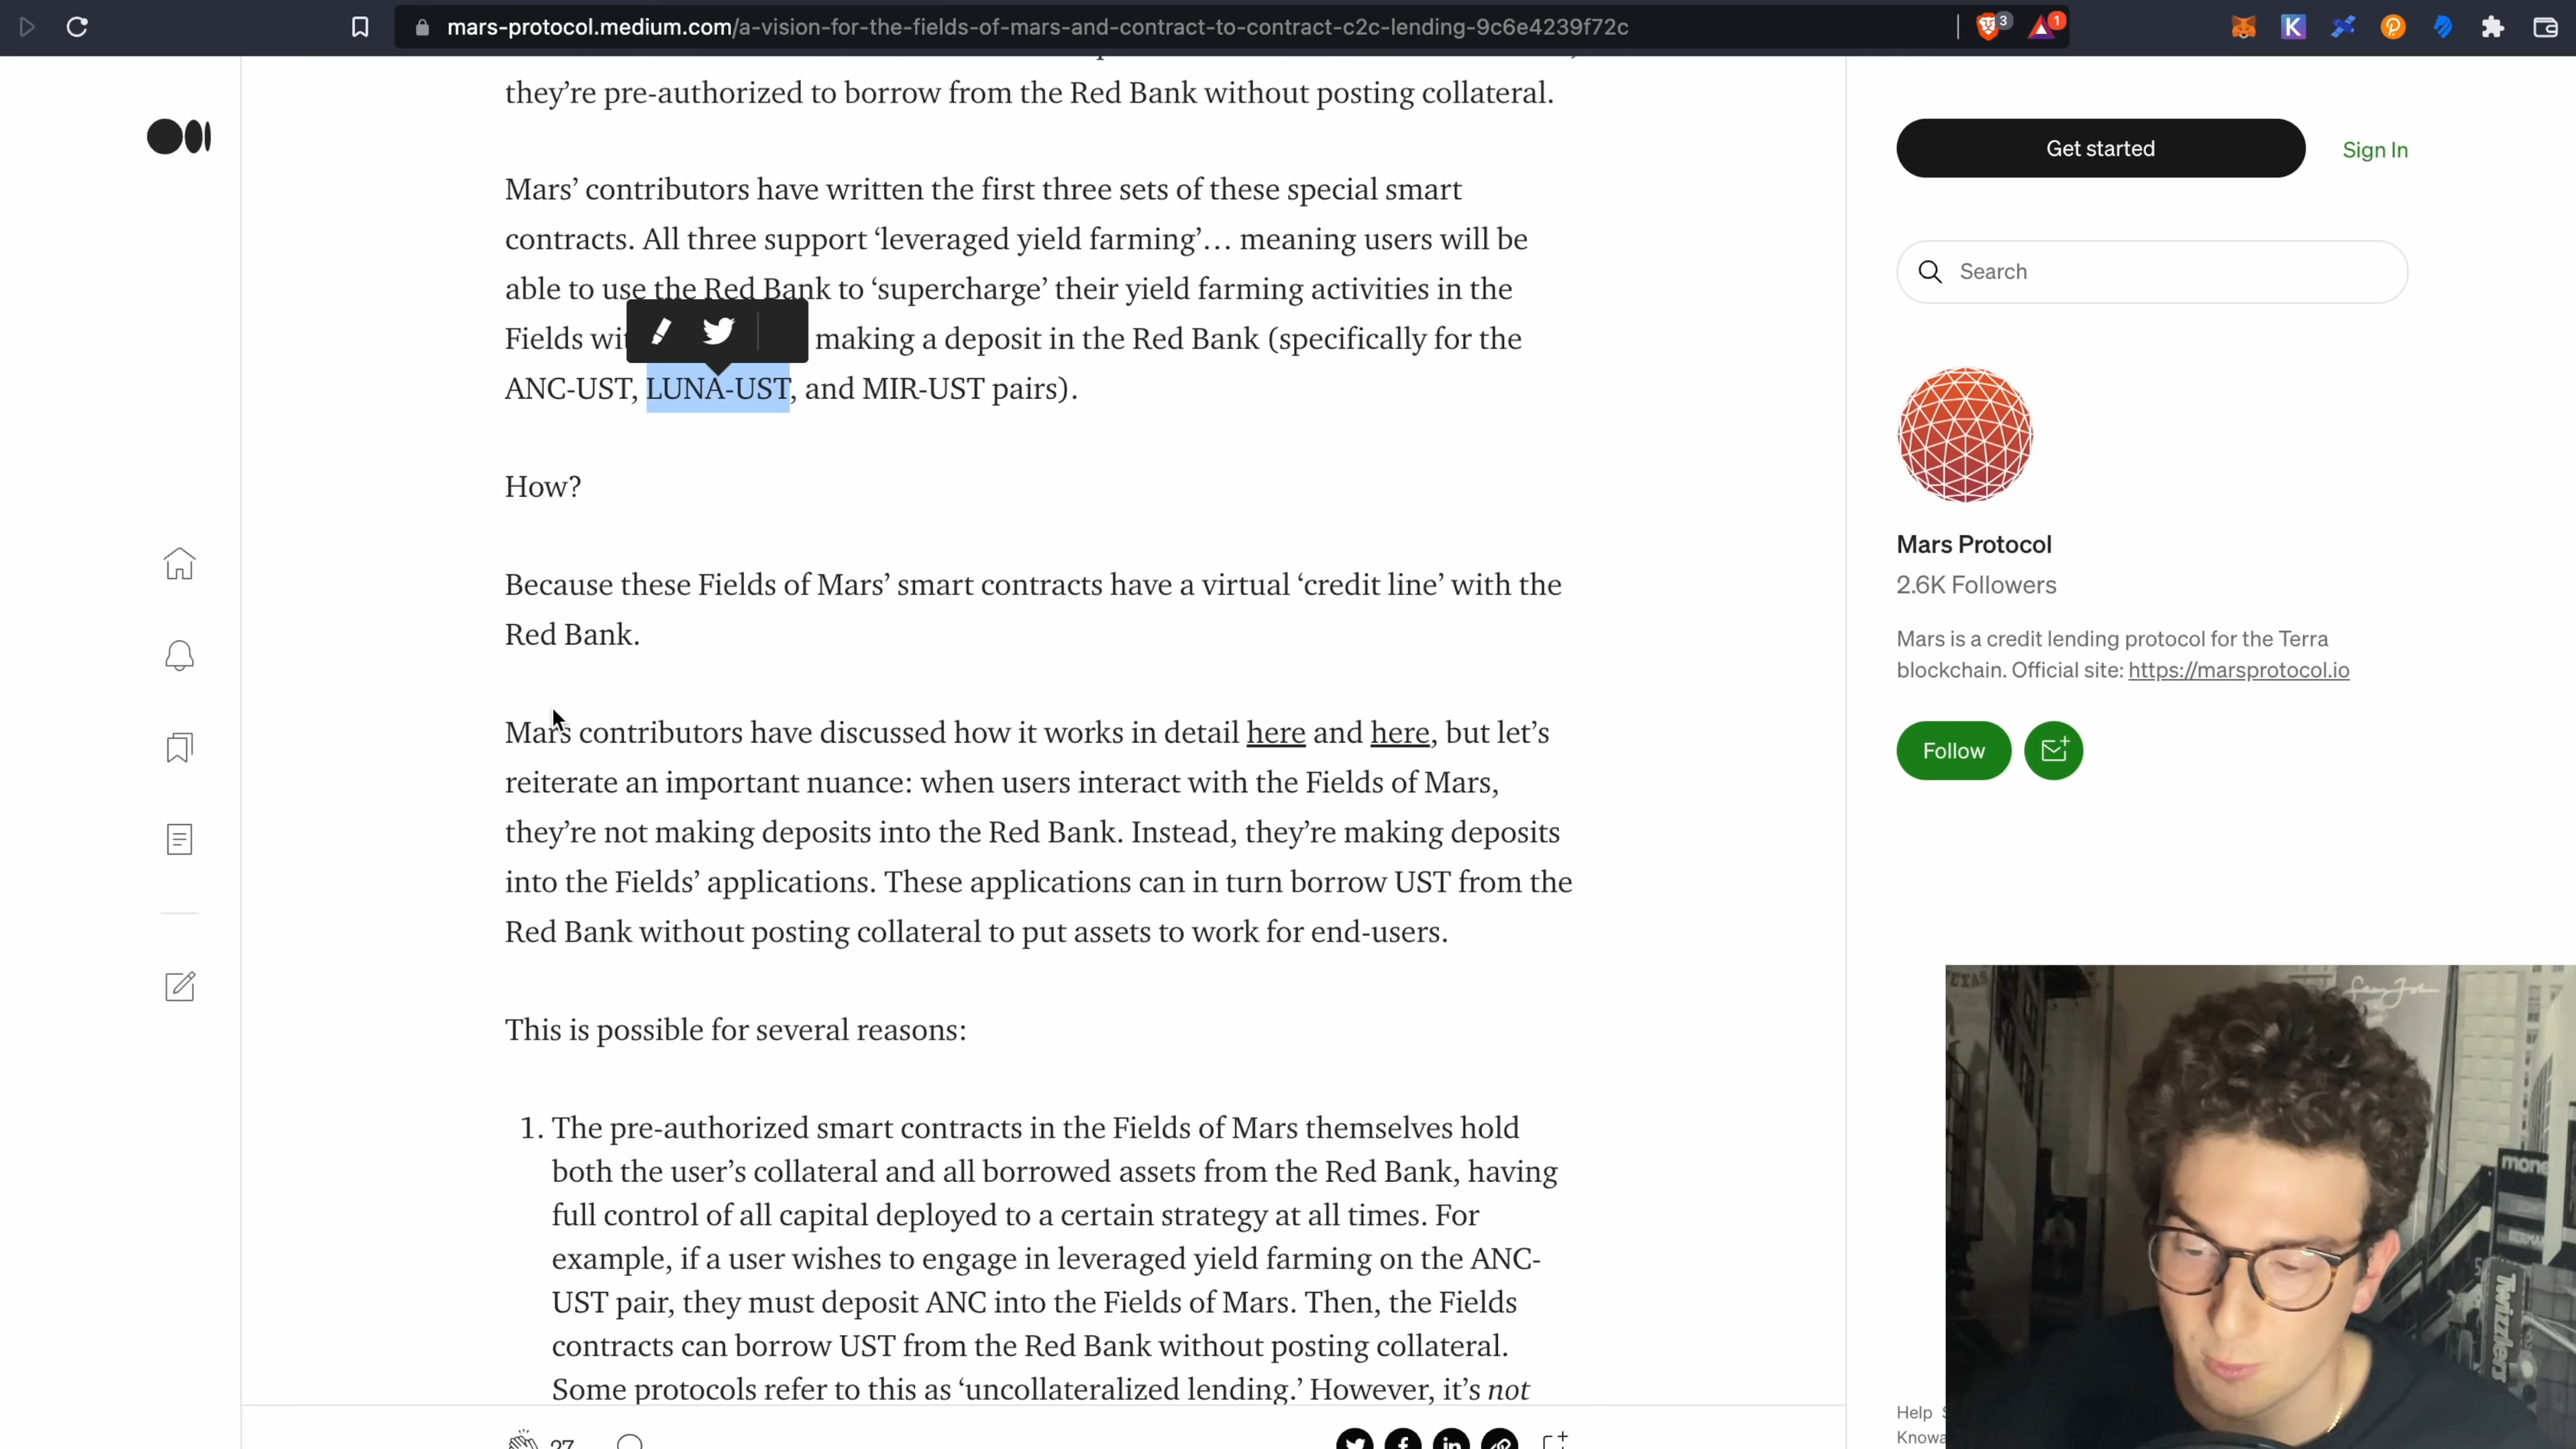 mars-protocol.medium.com/a-vision-for-the-fields-of-mars-and-contract-to-contract-c2c-lending-9c6e4239f72c
3
1
K
they’re pre-authorized to borrow from the Red Bank without posting collateral.
Mars’ contributors have written the first three sets of these special smart
contracts. All three support ‘leveraged yield farming’… meaning users will be
able to use the Red Bank to ‘supercharge’ their yield farming activities in the
Fields making a deposit in the Red Bank (specifically for the
ANC-UST, LUNA-UST, and MIR-UST pairs).
How?
Because these Fields of Mars’ smart contracts have a virtual ‘credit line’ with the
Red Bank.
Mars contributors have discussed how it works in detail here and here, but let’s
reiterate an important nuance: when users interact with the Fields of Mars,
they’re not making deposits into the Red Bank. Instead, they’re making deposits
into the Fields’ applications. These applications can in turn borrow UST from the
Red Bank without posting collateral to put assets to work for end-users.
This is possible for several reasons:
1. The pre-authorized smart contracts in the Fields of Mars themselves hold
both the user’s collateral and all borrowed assets from the Red Bank, having
full control of all capital deployed to a certain strategy at all times. For
example, if a user wishes to engage in leveraged yield farming on the ANC-
UST pair, they must deposit ANC into the Fields of Mars. Then, the Fields
contracts can borrow UST from the Red Bank without posting collateral.
Some protocols refer to this as ‘uncollateralized lending.’ However, it’s not
27
Get started
Sign In
Search
Mars Protocol
2.6K Followers
Mars is a credit lending protocol for the Terra
blockchain. Official site: https://marsprotocol.io
Follow
Help
TEXAS
Twizzlers